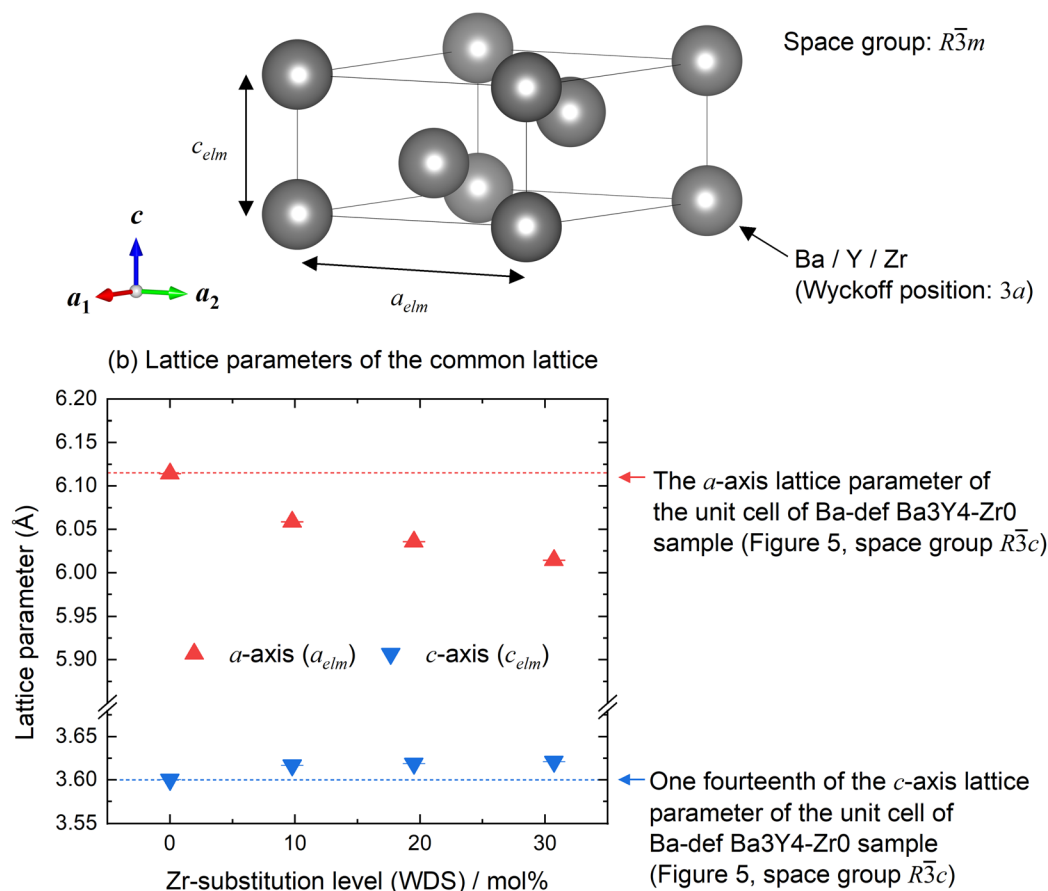 Space group: R3̅m
c_elm
c
a₁
a₂
a_elm
Ba / Y / Zr
(Wyckoff position: 3a)
(b) Lattice parameters of the common lattice
6.20
6.15
6.10
6.05
6.00
5.95
5.90
3.65
3.60
3.55
Lattice parameter (Å)
a-axis (a_elm)
c-axis (c_elm)
0
10
20
30
Zr-substitution level (WDS) / mol%
The a-axis lattice parameter of
the unit cell of Ba-def Ba3Y4-Zr0
sample (Figure 5, space group R3̅c)
One fourteenth of the c-axis lattice
parameter of the unit cell of
Ba-def Ba3Y4-Zr0 sample
(Figure 5, space group R3̅c)